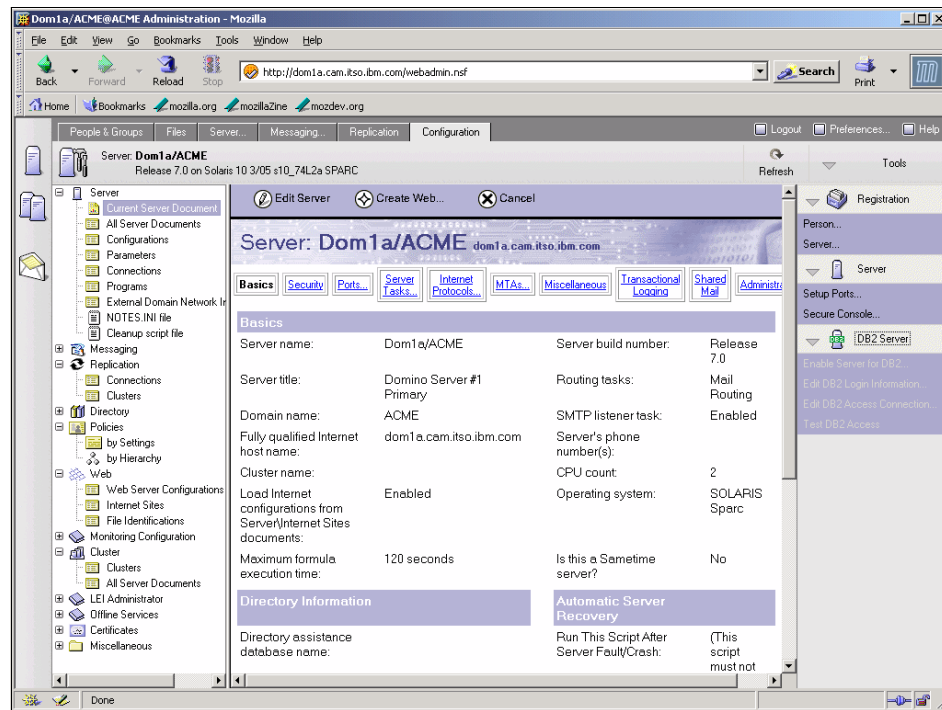 Dom1a/ACME@ACME Administration - Mozilla
File Edit View Go Bookmarks Tools Window Help
Back Forward Reload Stop
http://dom1a.cam.itso.ibm.com/webadmin.nsf
Search Print
Home Bookmarks mozilla.org mozillaZine mozdev.org
People & Groups Files Server... Messaging... Replication Configuration
Logout Preferences... Help
Server: Dom1a/ACME
Release 7.0 on Solaris 10 3/05 s10_74L2a SPARC
Refresh
Tools
Server
Current Server Document
All Server Documents
Configurations
Parameters
Connections
Programs
External Domain Network Ir
NOTES.INI file
Cleanup script file
Messaging
Replication
Connections
Clusters
Directory
Policies
by Settings
by Hierarchy
Web
Web Server Configurations
Internet Sites
File Identifications
Monitoring Configuration
Cluster
Clusters
All Server Documents
LEI Administrator
Offline Services
Certificates
Miscellaneous
Edit Server Create Web... Cancel
Server: Dom1a/ACME dom1a.cam.itso.ibm.com
Basics Security Ports... Server Tasks... Internet Protocols... MTAs... Miscellaneous Transactional Logging Shared Mail Administra
Basics
Server name: Dom1a/ACME Server build number: Release
7.0
Server title: Domino Server #1 Routing tasks: Mail
Primary Routing
Domain name: ACME SMTP listener task: Enabled
Fully qualified Internet dom1a.cam.itso.ibm.com Server's phone
host name: number(s):
Cluster name: CPU count: 2
Load Internet Enabled Operating system: SOLARIS
configurations from Sparc
Server\Internet Sites
documents:
Maximum formula 120 seconds Is this a Sametime No
execution time: server?
Directory Information Automatic Server
Recovery
Directory assistance Run This Script After (This
database name: Server Fault/Crash: script
must not
Registration
Person...
Server...
Server
Setup Ports...
Secure Console...
DB2 Server
Enable Server for DB2...
Edit DB2 Login Information...
Edit DB2 Access Connection...
Test DB2 Access
Done